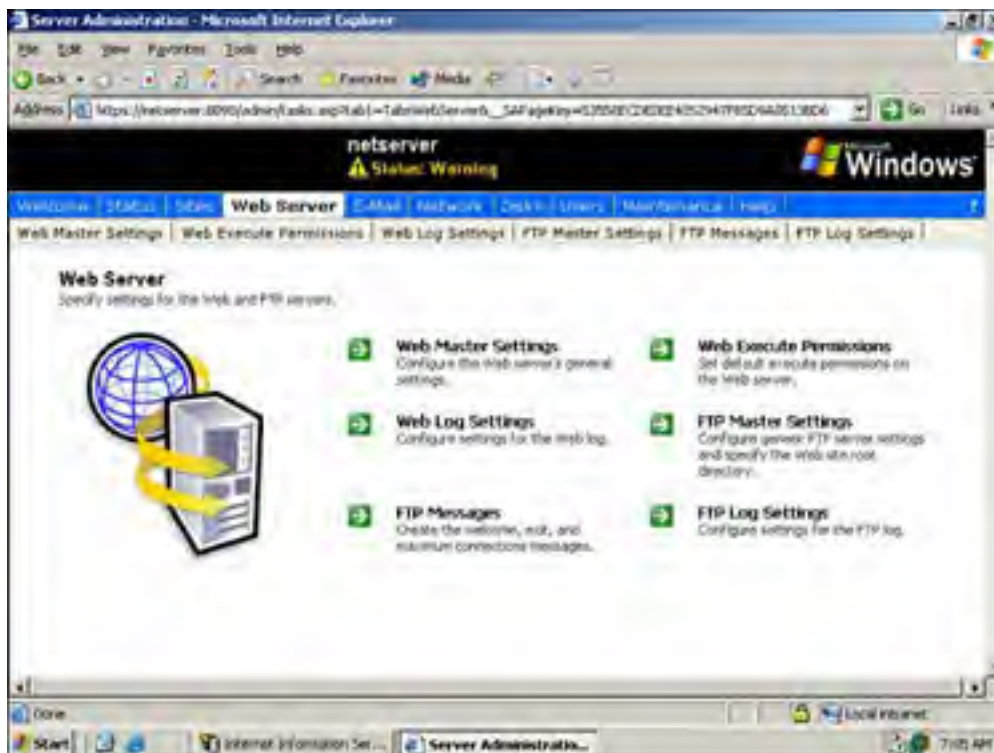 Server Administration - Microsoft Internet Explorer
File Edit View Favorites Tools Help
Back Search Favorites Media
Address Go Links
netserver
Status: Warning
Microsoft
Windows
Welcome | Status | Sites | Web Server | E-Mail | Network | Disks | Users | Maintenance | Help | ?
Web Master Settings | Web Execute Permissions | Web Log Settings | FTP Master Settings | FTP Messages | FTP Log Settings |
Web Server
Specify settings for the Web and FTP servers.
Web Master Settings
Configure the Web server's general
settings.
Web Execute Permissions
Set default execute permissions on
the Web server.
Web Log Settings
Configure settings for the Web log.
FTP Master Settings
Configure general FTP server settings
and specify the Web site root
directory.
FTP Messages
Create the welcome, exit, and
maximum connections messages.
FTP Log Settings
Configure settings for the FTP log.
Done
Local intranet
Start
Internet Information Ser...
Server Administratio...
7:05 AM